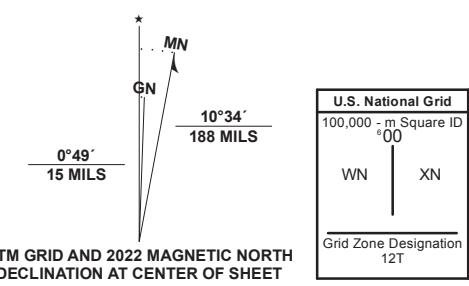 ★
MN
GN
0°49´
15 MILS
10°34´
188 MILS
TM GRID AND 2022 MAGNETIC NORTH
DECLINATION AT CENTER OF SHEET
U.S. National Grid
100,000 - m Square ID
⁶00
WN
XN
Grid Zone Designation
12T